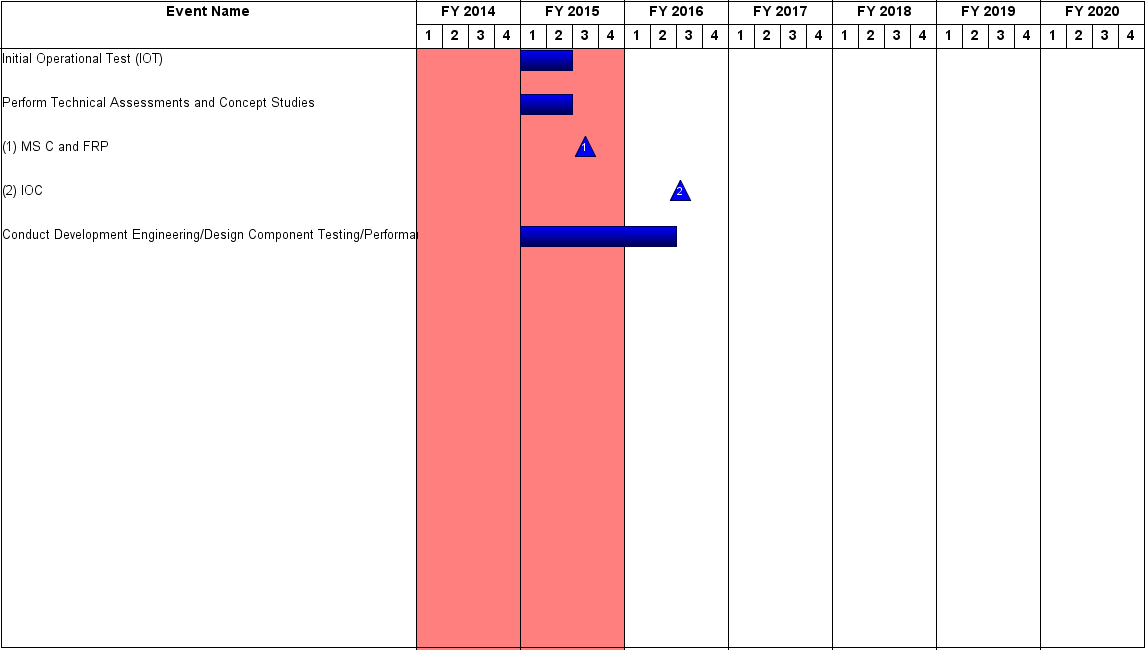 Event Name FY 2014 FY 2015 FY 2016 FY 2017 FY 2018 FY 2019 FY 2020
1 2 3 4 1 2 3 4 1 2 3 4 1 2 3 4 1 2 3 4 1 2 3 4 1 2 3 4
Initial Operational Test (IOT)
Perform Technical Assessments and Concept Studies
(1) MS C and FRP 1
(2) IOC 2
Conduct Development Engineering/Design Component Testing/Performa